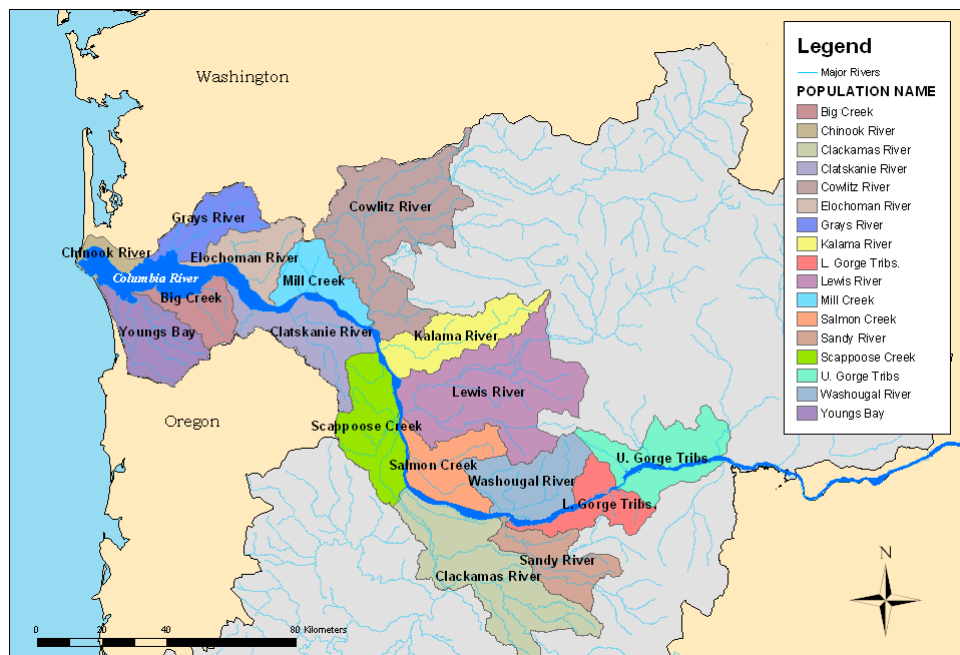 Washington
Cowlitz River
Grays River
Chinook River
Elochoman River
Columbia River
Mill Creek
Big Creek
Youngs Bay
Clatskanie River
Kalama River
Lewis River
Oregon
Scappoose Creek
Salmon Creek
U. Gorge Tribs
Washougal River
L. Gorge Tribs.
Sandy River
Clackamas River
0 20 40 80 Kilometers
N
Legend
Major Rivers
POPULATION NAME
Big Creek
Chinook River
Clackamas River
Clatskanie River
Cowlitz River
Elochoman River
Grays River
Kalama River
L. Gorge Tribs.
Lewis River
Mill Creek
Salmon Creek
Sandy River
Scappoose Creek
U. Gorge Tribs
Washougal River
Youngs Bay